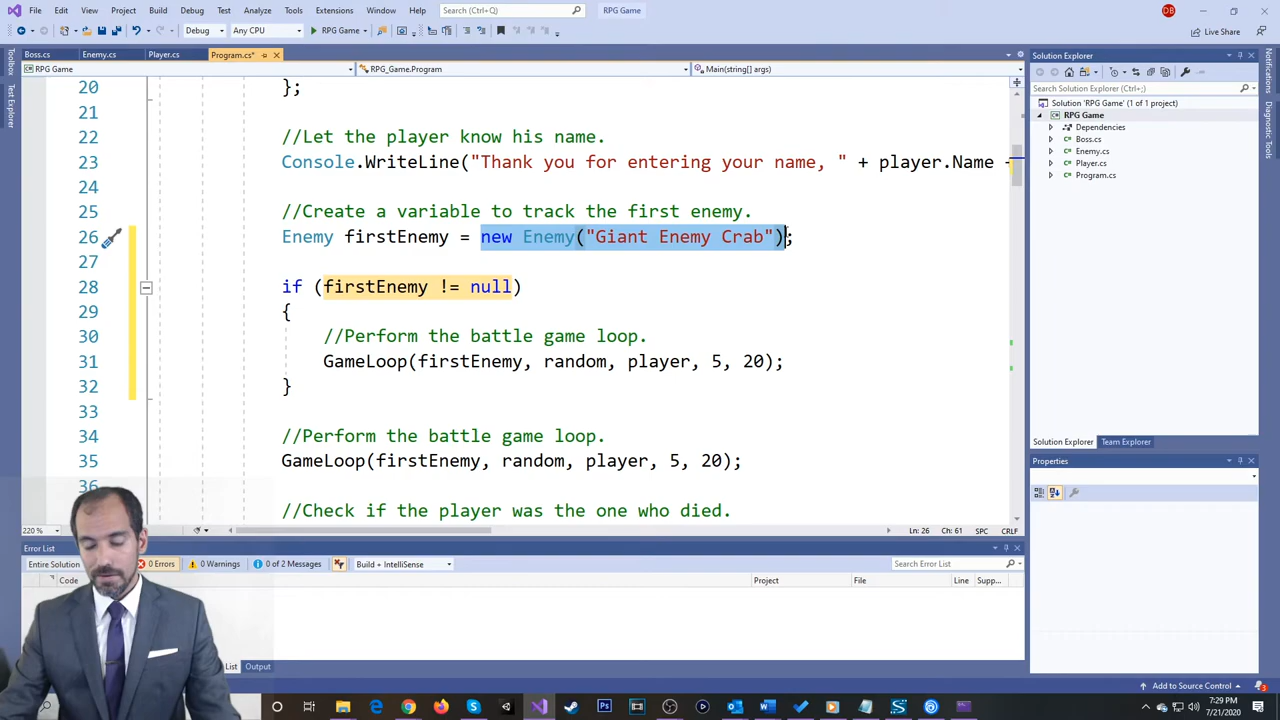 File Edit View Project Build Debug Test Analyze Tools Extensions Window Help Search (Ctrl+Q) RPG Game DB
Debug Any CPU RPG Game Live Share
Boss.cs Enemy.cs Player.cs Program.cs*
RPG Game RPG_Game.Program Main(string[] args)
Toolbox
Test Explorer
20 };
21
22 //Let the player know his name.
23 Console.WriteLine("Thank you for entering your name, " + player.Name
24
25 //Create a variable to track the first enemy.
26 Enemy firstEnemy = new Enemy("Giant Enemy Crab");
27
28 if (firstEnemy != null)
29 {
30 //Perform the battle game loop.
31 GameLoop(firstEnemy, random, player, 5, 20);
32 }
33
34 //Perform the battle game loop.
35 GameLoop(firstEnemy, random, player, 5, 20);
36
//Check if the player was the one who died.
220 % Ln: 26 Ch: 61 SPC CRLF
Error List
Entire Solution 0 Errors 0 Warnings 0 of 2 Messages Build + IntelliSense Search Error List
Code Project File Line Supp...
List Output
Solution Explorer
Search Solution Explorer (Ctrl+;)
Solution 'RPG Game' (1 of 1 project)
RPG Game
Dependencies
Boss.cs
Enemy.cs
Player.cs
Program.cs
Solution Explorer Team Explorer
Properties
Notifications
Diagnostic Tools
Add to Source Control
7:29 PM
7/21/2020